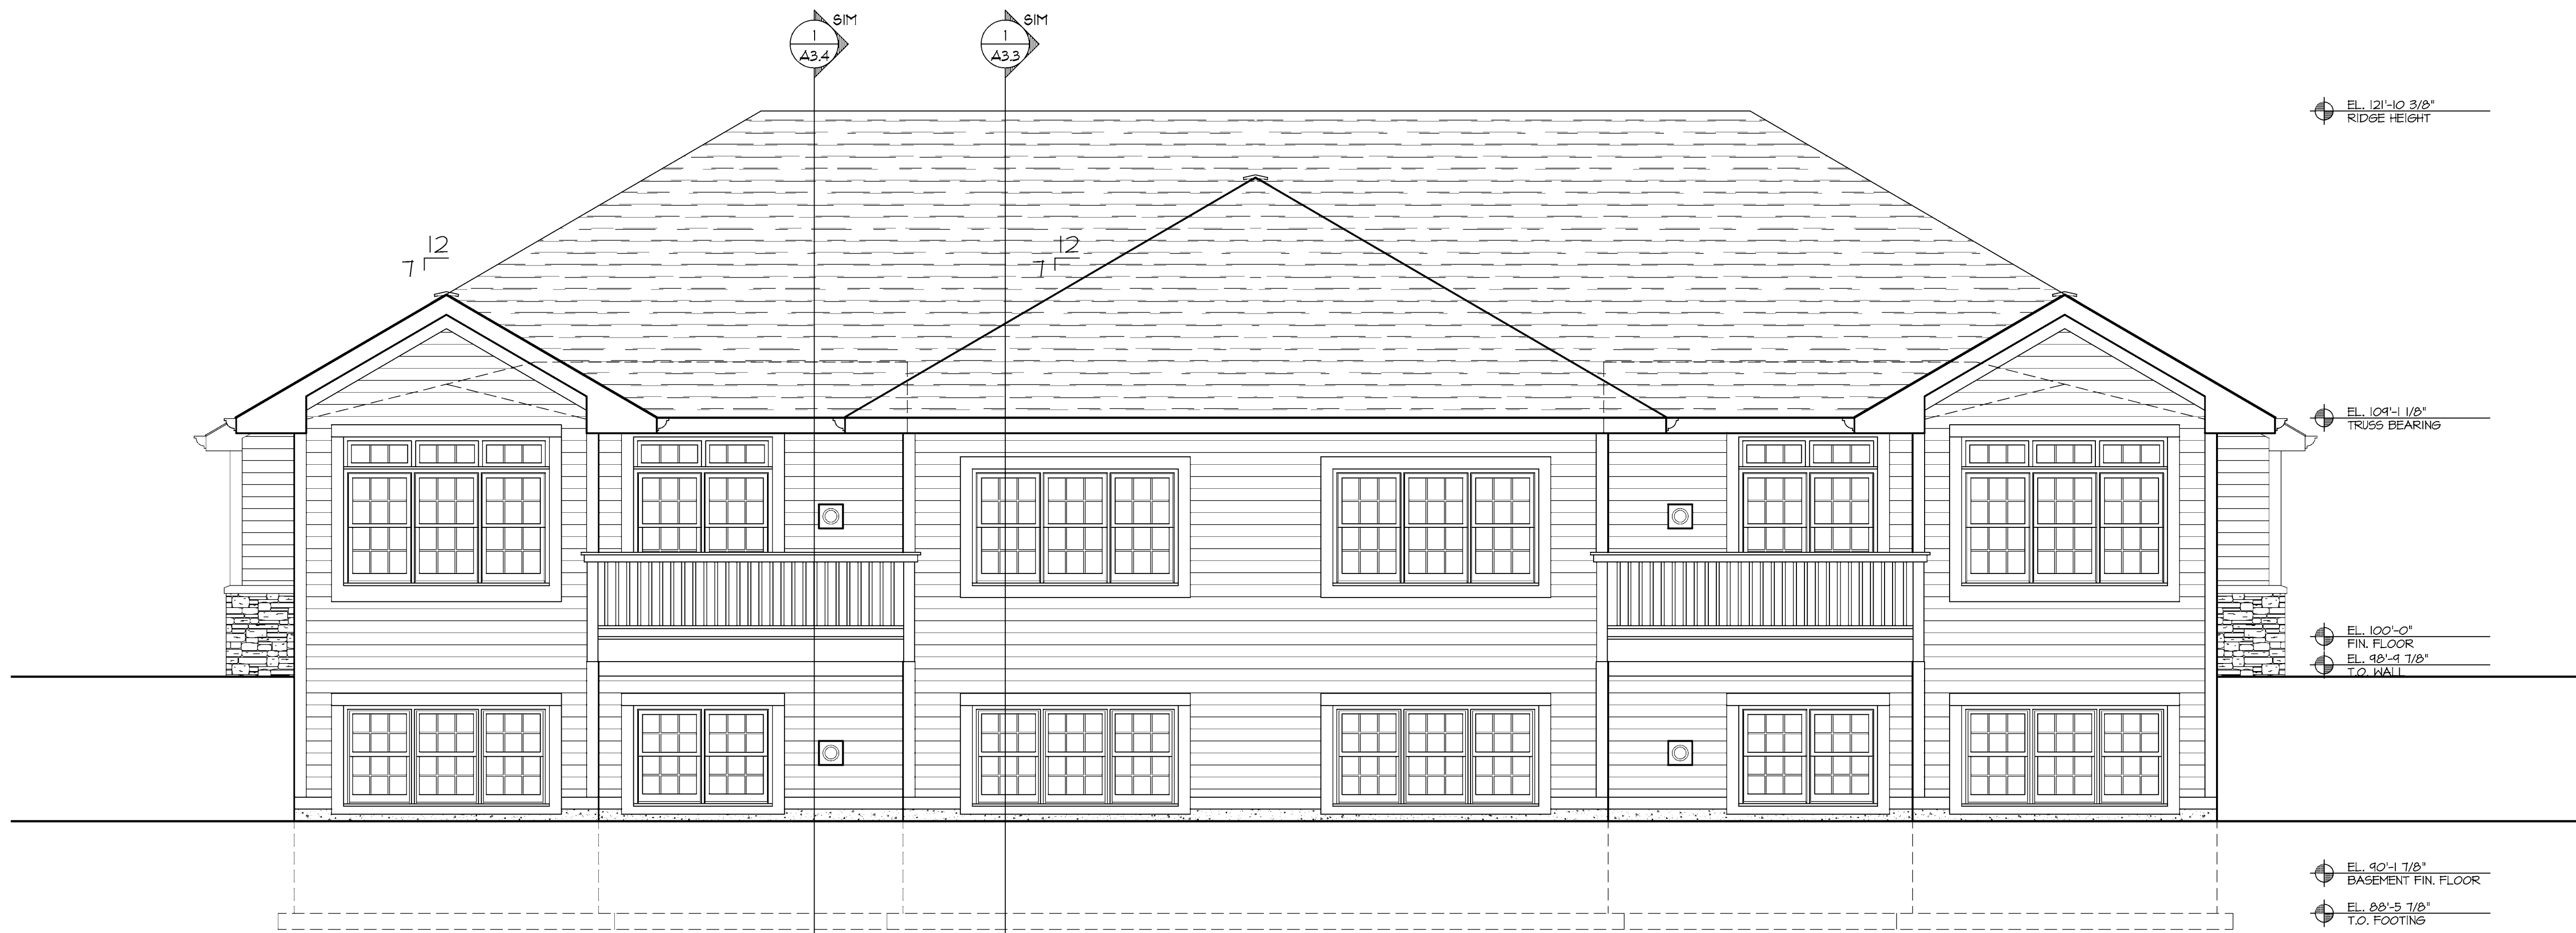 SIM
1
A3.4
SIM
1
A3.3
EL. 121'-10 3/8"
RIDGE HEIGHT
12
7
12
7
EL. 109'-1 1/8"
TRUSS BEARING
EL. 100'-0"
FIN. FLOOR
EL. 98'-9 7/8"
T.O. WALL
EL. 90'-1 7/8"
BASEMENT FIN. FLOOR
EL. 88'-5 7/8"
T.O. FOOTING